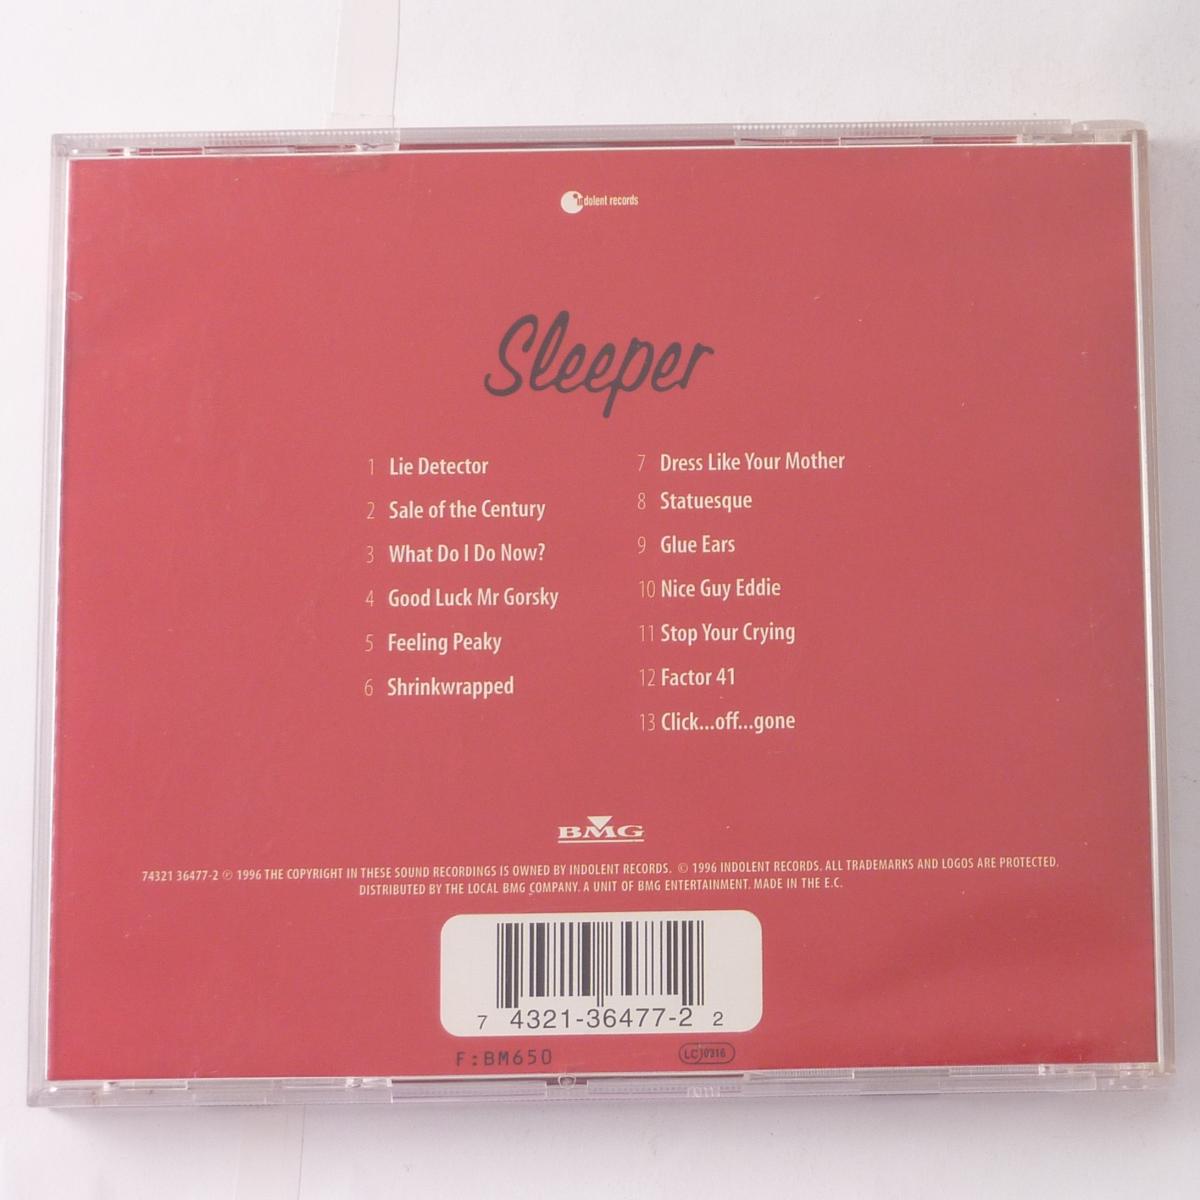 indolent records
Sleeper
1 Lie Detector
2 Sale of the Century
3 What Do I Do Now?
4 Good Luck Mr Gorsky
5 Feeling Peaky
6 Shrinkwrapped
7 Dress Like Your Mother
8 Statuesque
9 Glue Ears
10 Nice Guy Eddie
11 Stop Your Crying
12 Factor 41
13 Click...off...gone
BMG
74321 36477-2 ℗ 1996 THE COPYRIGHT IN THESE SOUND RECORDINGS IS OWNED BY INDOLENT RECORDS. © 1996 INDOLENT RECORDS. ALL TRADEMARKS AND LOGOS ARE PROTECTED.
DISTRIBUTED BY THE LOCAL BMG COMPANY. A UNIT OF BMG ENTERTAINMENT. MADE IN THE E.C.
7 4321-36477-2 2
F:BM650
LC 0316